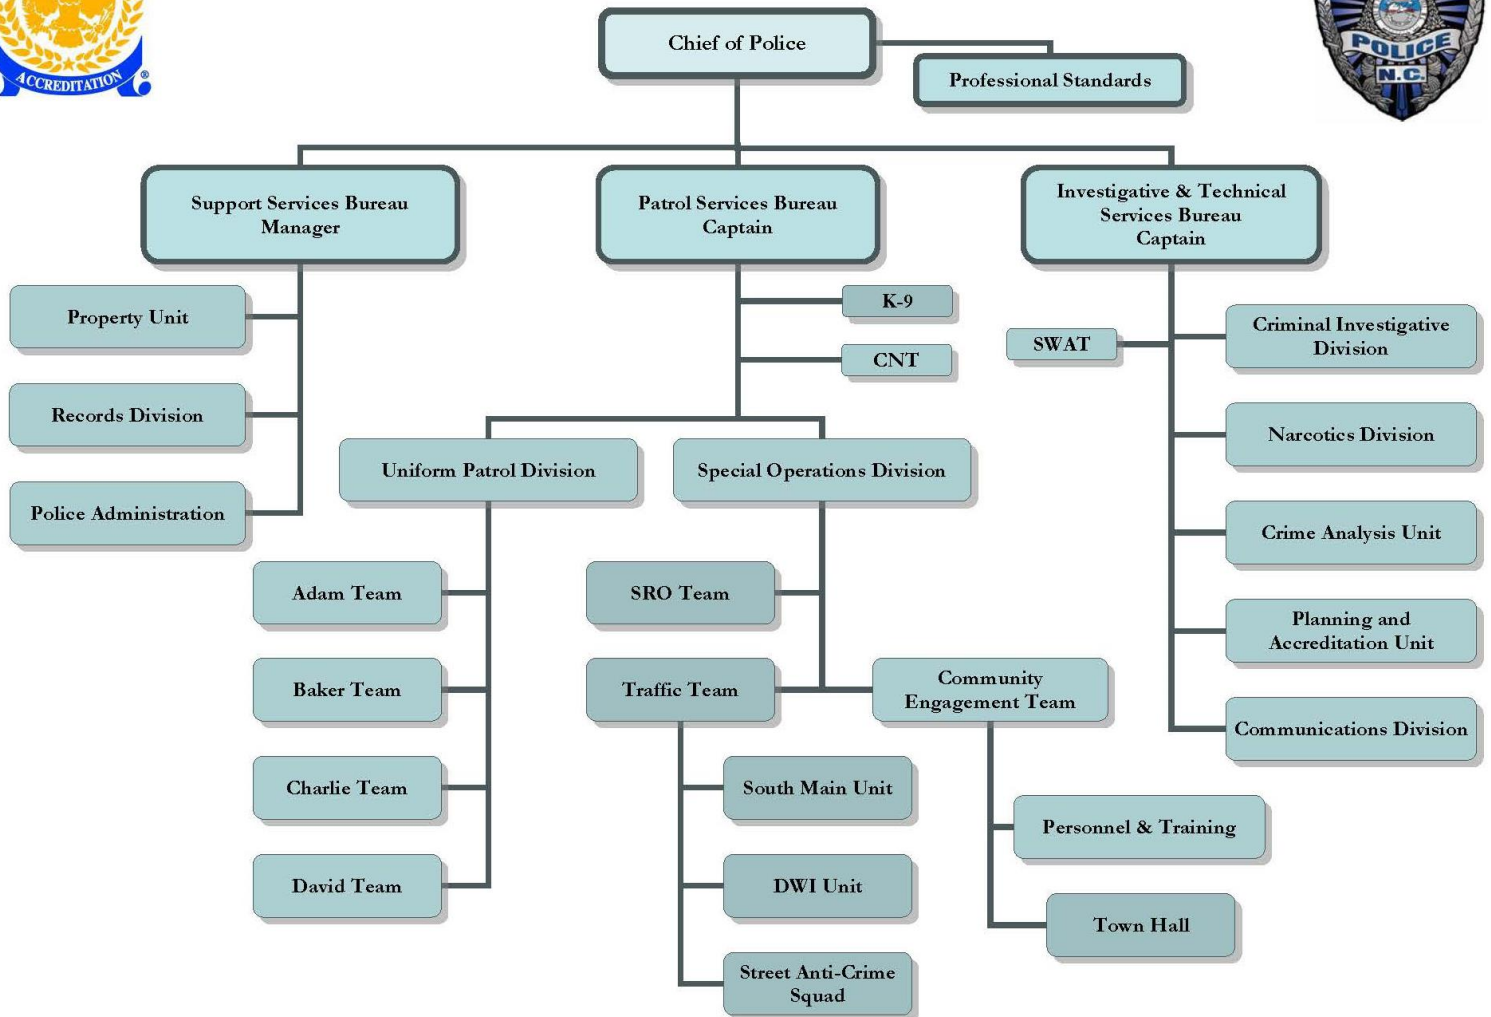 ACCREDITATION
®
Chief of Police
Professional Standards
POLICE
N.C.
Support Services Bureau
Manager
Patrol Services Bureau
Captain
Investigative & Technical
Services Bureau
Captain
Property Unit
Records Division
Police Administration
K-9
CNT
SWAT
Criminal Investigative
Division
Narcotics Division
Crime Analysis Unit
Planning and
Accreditation Unit
Communications Division
Uniform Patrol Division
Special Operations Division
Adam Team
Baker Team
Charlie Team
David Team
SRO Team
Traffic Team
Community
Engagement Team
South Main Unit
DWI Unit
Street Anti-Crime
Squad
Personnel & Training
Town Hall